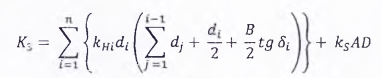 $$K_s = \sum_{i=1}^{n} \left\{ k_{Hi} d_i \left( \sum_{j=1}^{i-1} d_j + \frac{d_i}{2} + \frac{B}{2} tg\, \delta_i \right) \right\} + k_S AD$$